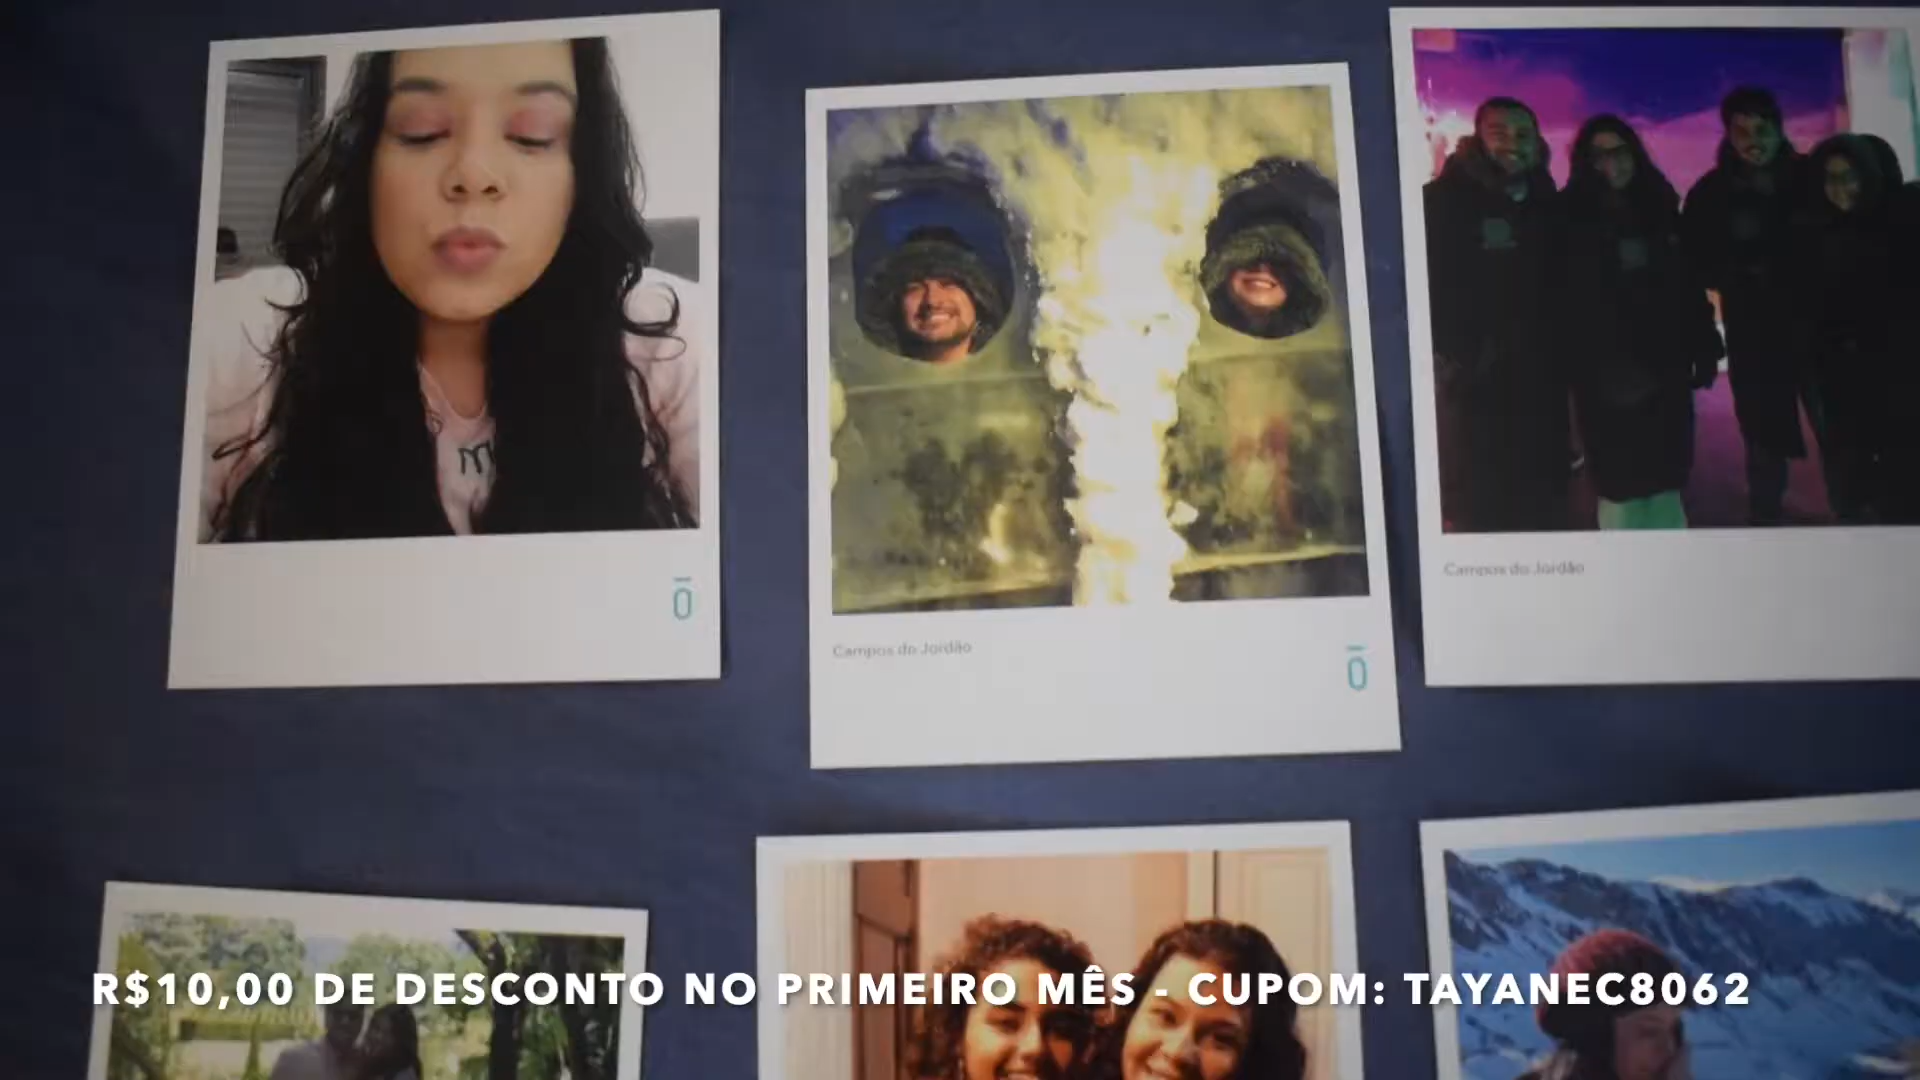 m
Ō
Campos do Jordão
Ō
Campos do Jordão
R$10,00 DE DESCONTO NO PRIMEIRO MÊS - CUPOM: TAYANEC8062